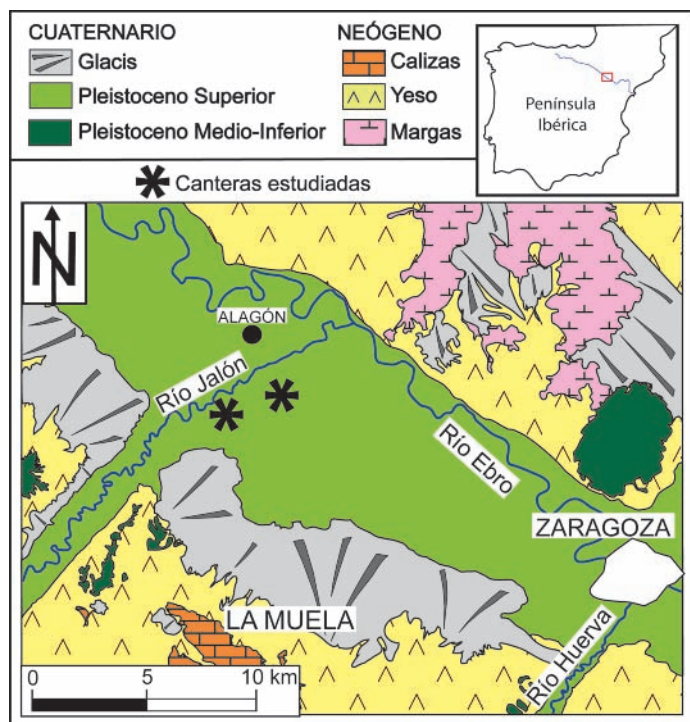 CUATERNARIO
Glacis
Pleistoceno Superior
Pleistoceno Medio-Inferior
NEÓGENO
Calizas
Yeso
Margas
Península
Ibérica
Canteras estudiadas
N
ALAGÓN
Río Jalón
Río Ebro
ZARAGOZA
LA MUELA
Río Huerva
0 5 10 km